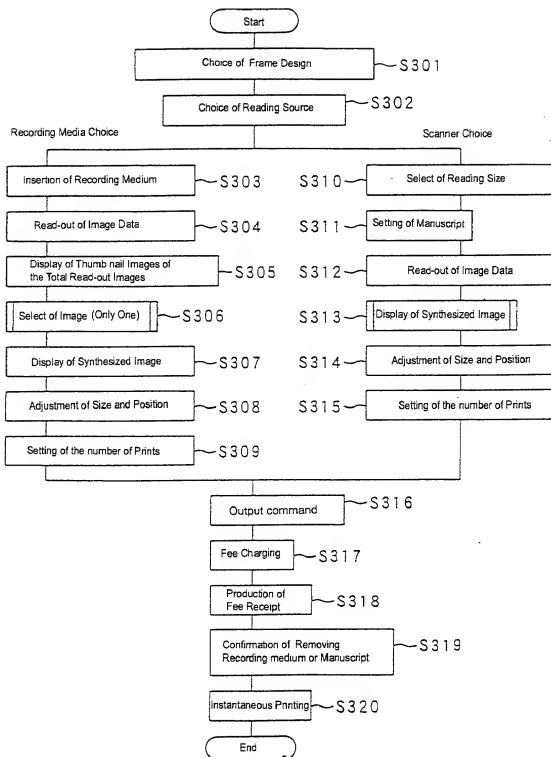 Start
Choice of Frame Design
S301
Choice of Reading Source
S302
Recording Media Choice
Scanner Choice
Insertion of Recording Medium
S303
S310
Select of Reading Size
Read-out of Image Data
S304
S311
Setting of Manuscript
Display of Thumb nail Images of
the Total Read-out Images
S305
S312
Read-out of Image Data
Select of Image (Only One)
S306
S313
Display of Synthesized Image
Display of Synthesized Image
S307
S314
Adjustment of Size and Position
Adjustment of Size and Position
S308
S315
Setting of the number of Prints
Setting of the number of Prints
S309
Output command
S316
Fee Charging
S317
Production of
Fee Receipt
S318
Confirmation of Removing
Recording medium or Manuscript
S319
Instantaneous Printing
S320
End